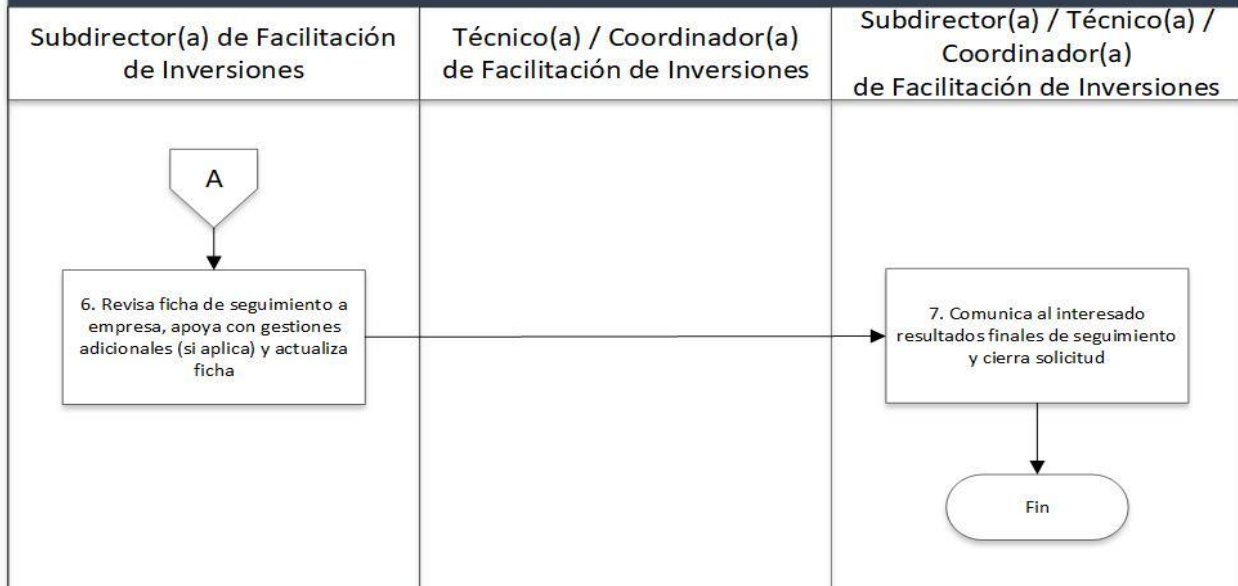 Subdirector(a) de Facilitación
de Inversiones
Técnico(a) / Coordinador(a)
de Facilitación de Inversiones
Subdirector(a) / Técnico(a) /
Coordinador(a)
de Facilitación de Inversiones
A
6. Revisa ficha de seguimiento a
empresa, apoya con gestiones
adicionales (si aplica) y actualiza
ficha
7. Comunica al interesado
resultados finales de seguimiento
y cierra solicitud
Fin